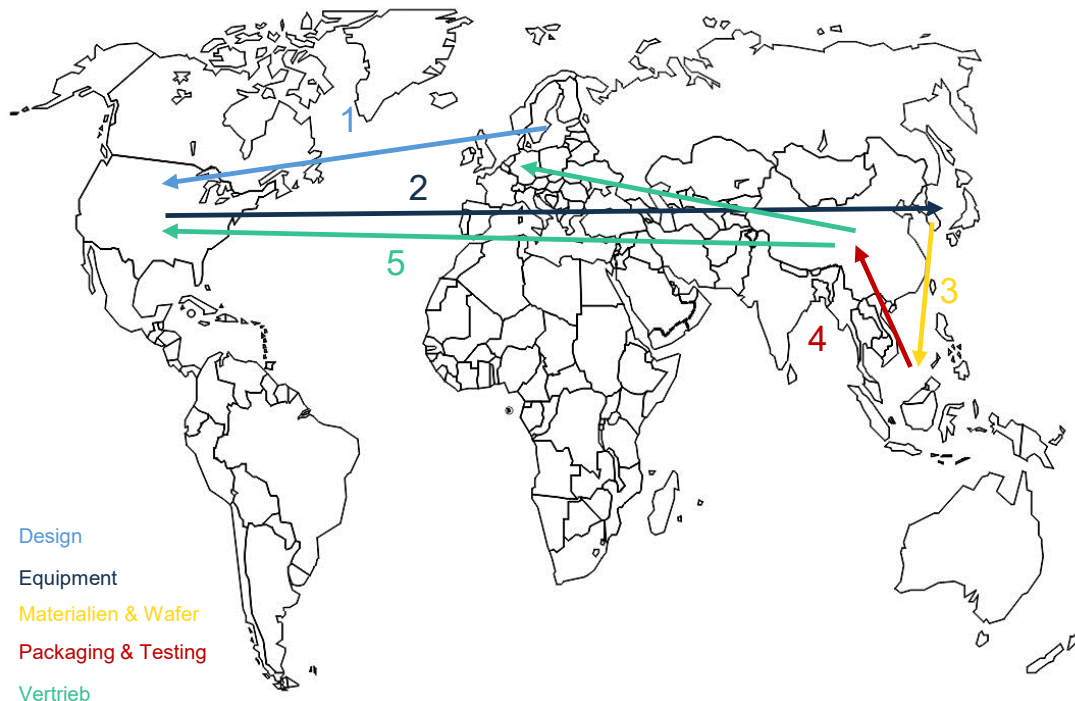 1
2
3
4
5
Design
Equipment
Materialien & Wafer
Packaging & Testing
Vertrieb